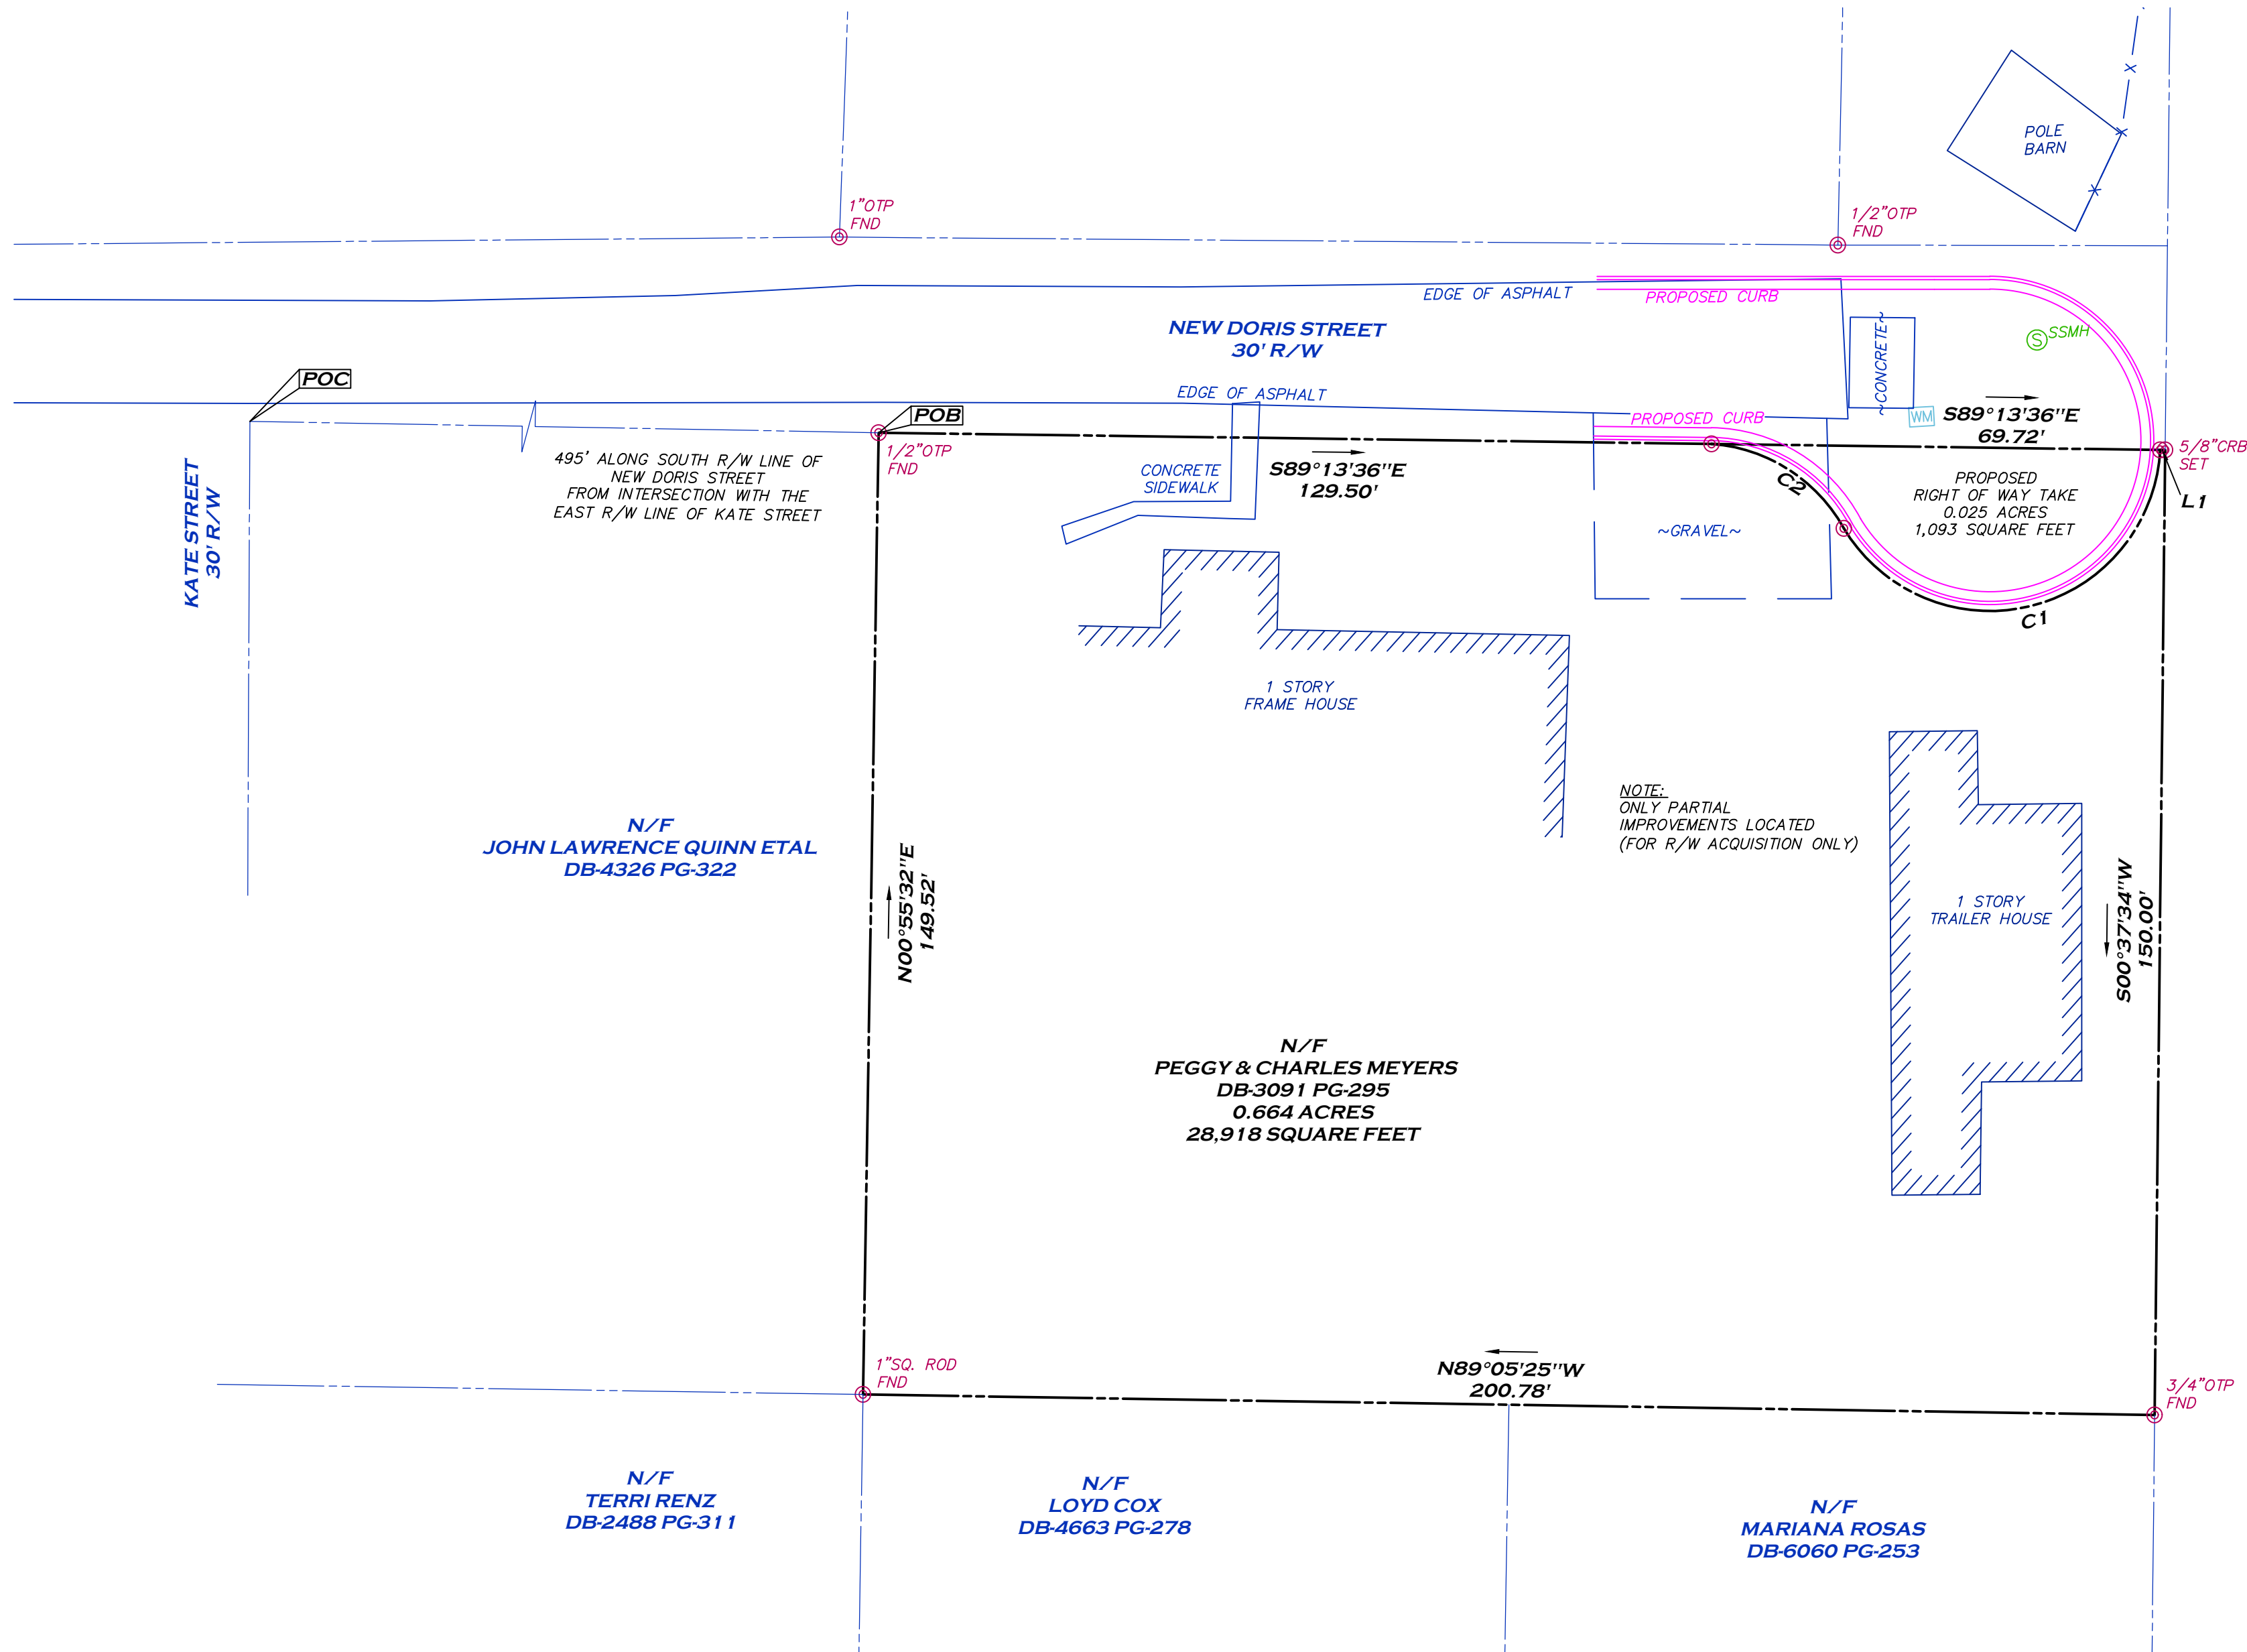 POLE
BARN
X
1"OTP
FND
1/2"OTP
FND
EDGE OF ASPHALT
PROPOSED CURB
NEW DORIS STREET
30' R/W
~CONCRETE~
S
SSMH
POC
EDGE OF ASPHALT
POB
PROPOSED CURB
WM
S89°13'36"E
69.72'
1/2"OTP
FND
5/8"CRB
SET
L1
495' ALONG SOUTH R/W LINE OF
NEW DORIS STREET
FROM INTERSECTION WITH THE
EAST R/W LINE OF KATE STREET
CONCRETE
SIDEWALK
S89°13'36"E
129.50'
C2
PROPOSED
RIGHT OF WAY TAKE
0.025 ACRES
1,093 SQUARE FEET
KATE STREET
30' R/W
~GRAVEL~
C1
1 STORY
FRAME HOUSE
NOTE:
ONLY PARTIAL
IMPROVEMENTS LOCATED
(FOR R/W ACQUISITION ONLY)
N/F
JOHN LAWRENCE QUINN ETAL
DB-4326 PG-322
N00°55'32"E
149.52'
1 STORY
TRAILER HOUSE
S00°37'34"W
150.00'
N/F
PEGGY & CHARLES MEYERS
DB-3091 PG-295
0.664 ACRES
28,918 SQUARE FEET
1"SQ. ROD
FND
N89°05'25"W
200.78'
3/4"OTP
FND
N/F
TERRI RENZ
DB-2488 PG-311
N/F
LOYD COX
DB-4663 PG-278
N/F
MARIANA ROSAS
DB-6060 PG-253